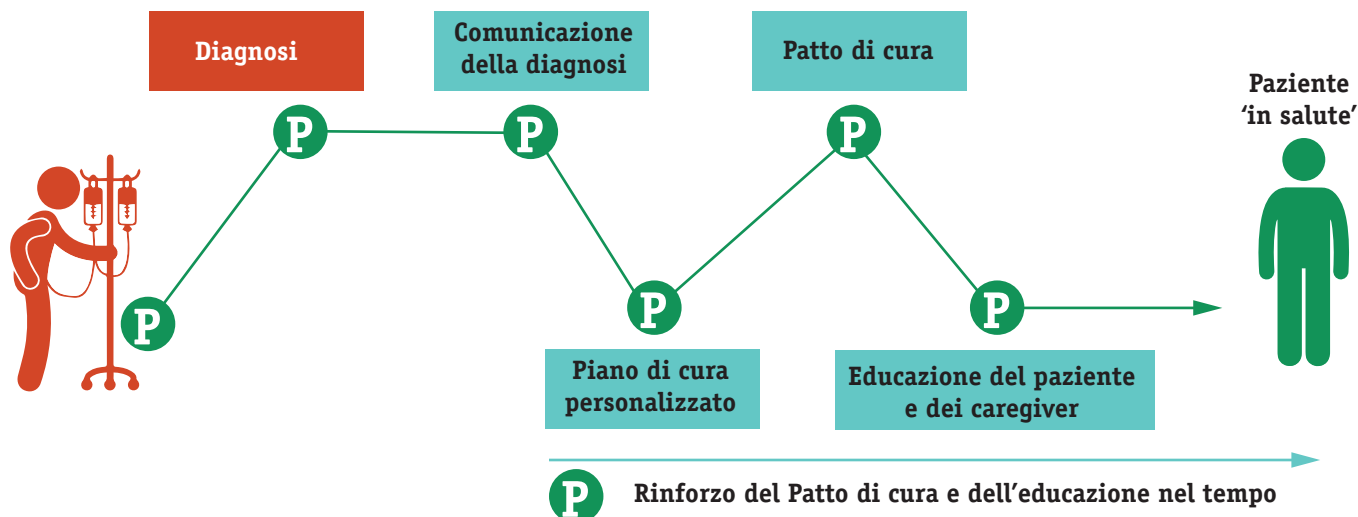 Diagnosi
Comunicazione
della diagnosi
Patto di cura
Paziente
‘in salute’
P
P
P
P
P
P
Piano di cura
personalizzato
Educazione del paziente
e dei caregiver
P
Rinforzo del Patto di cura e dell’educazione nel tempo